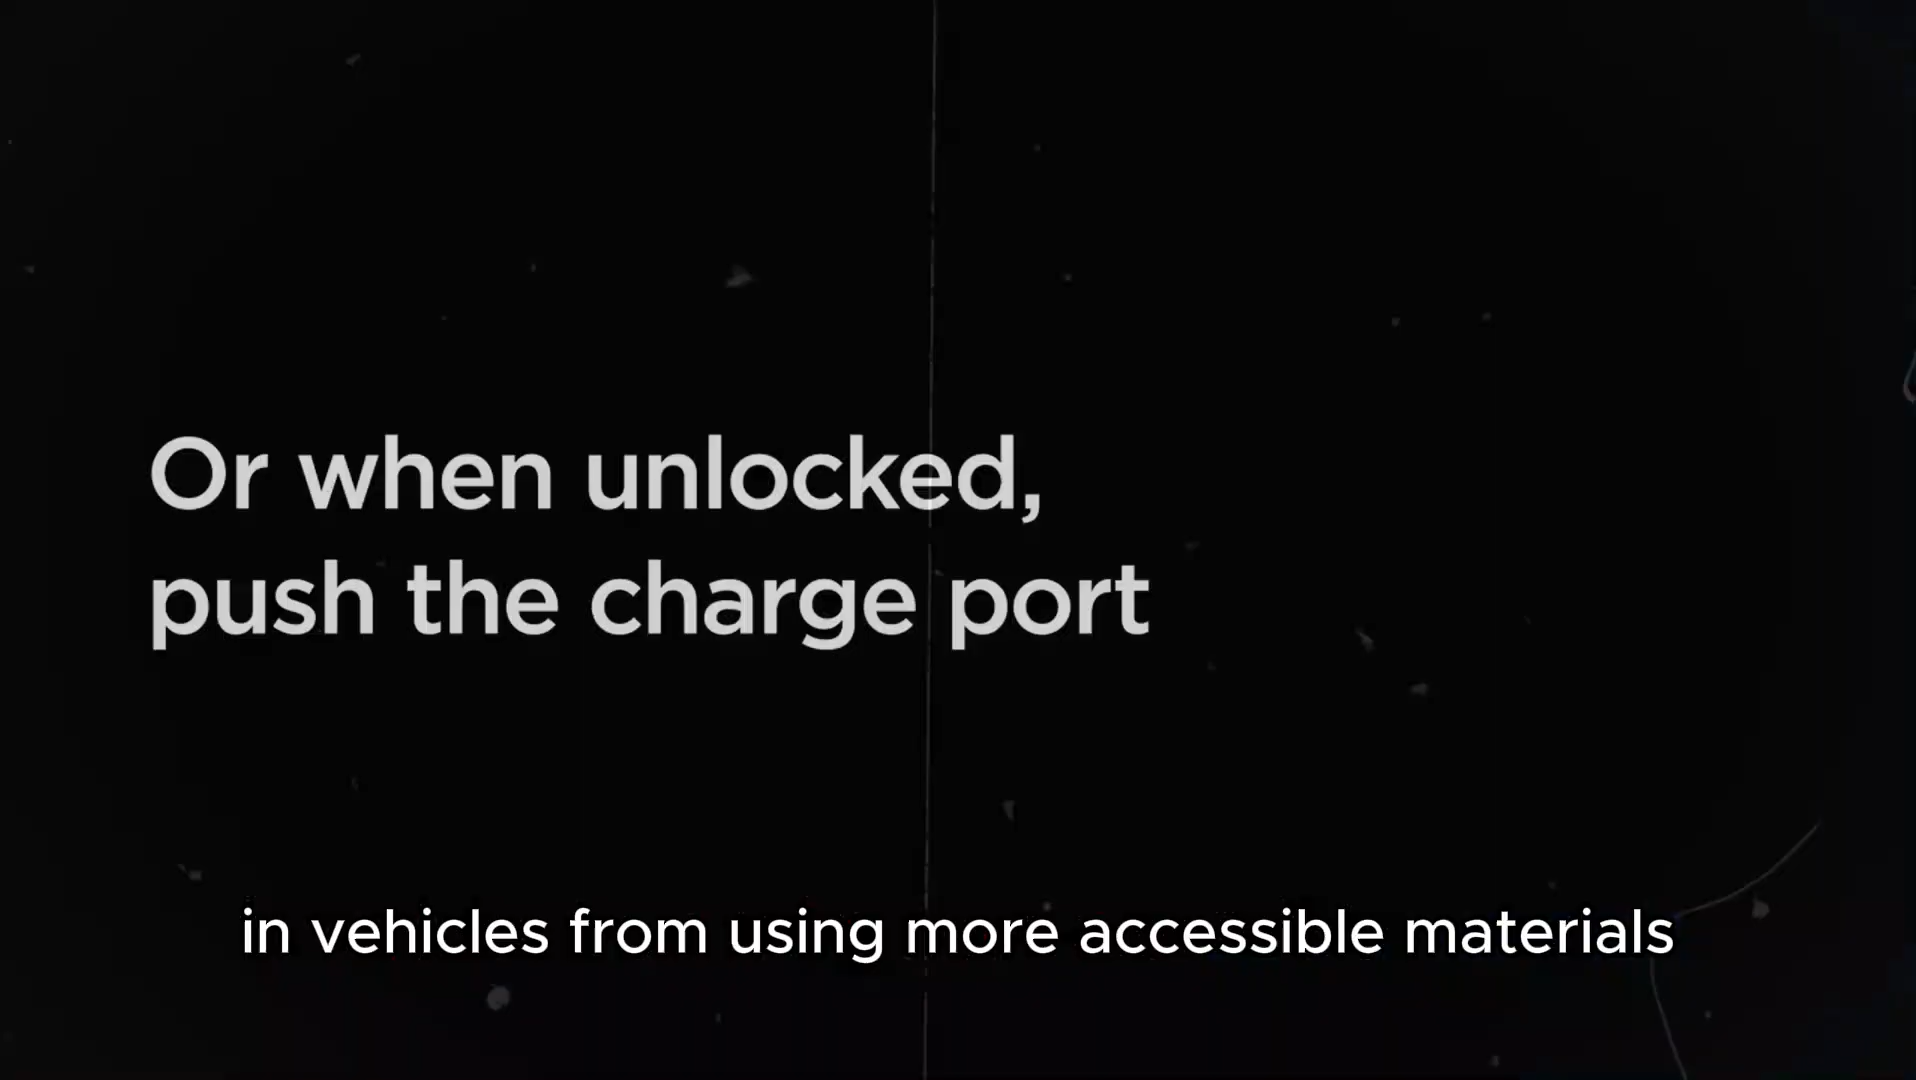 Or when unlocked,
push the charge port
in vehicles from using more accessible materials